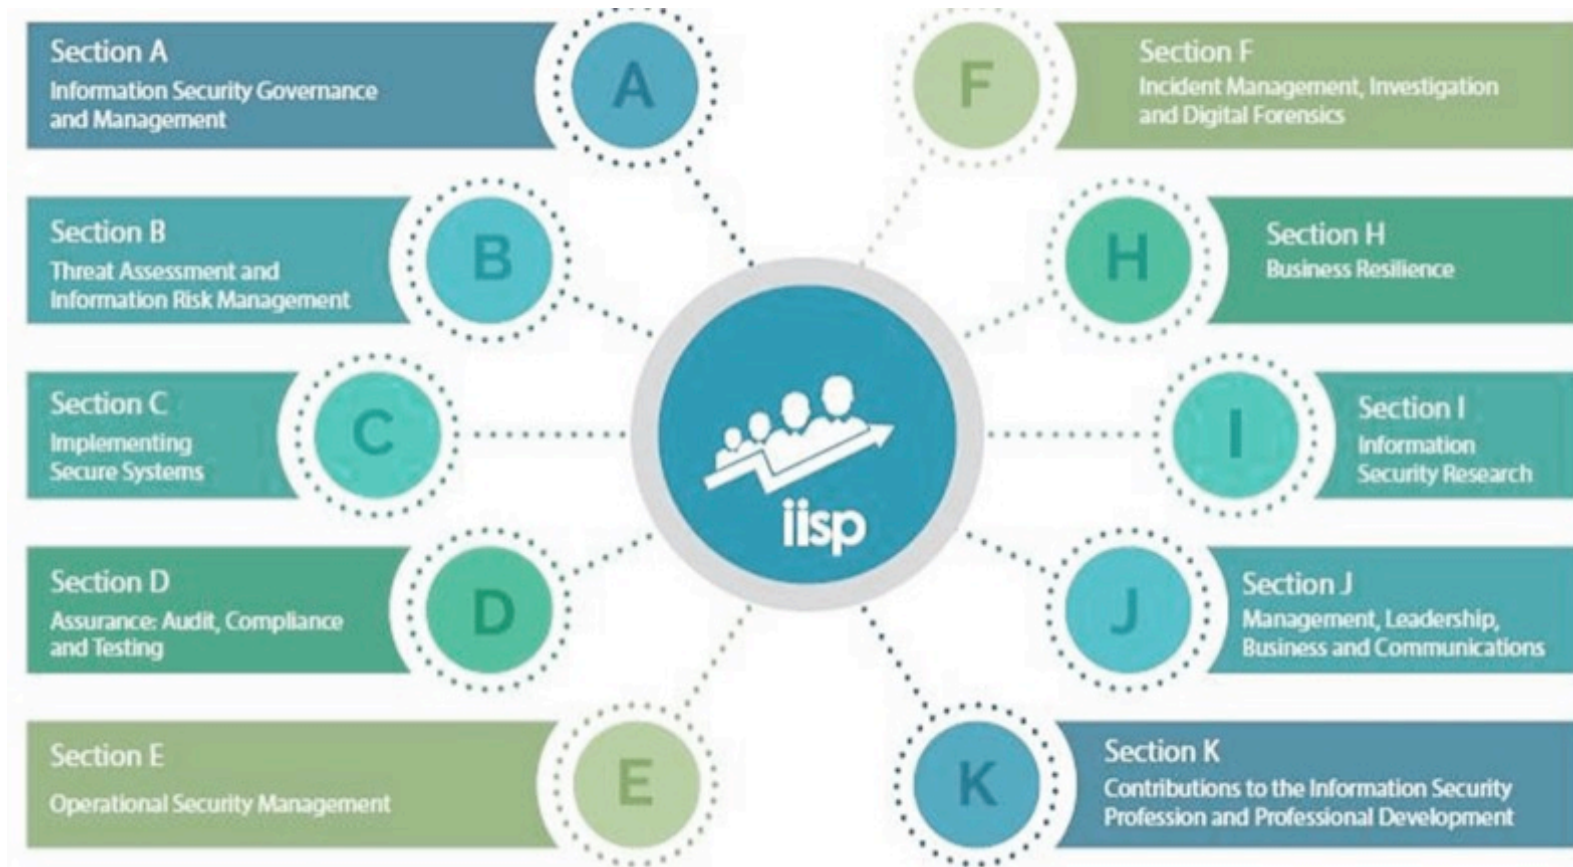 Section A
Information Security Governance
and Management
A
Section B
Threat Assessment and
Information Risk Management
B
Section C
Implementing
Secure Systems
C
Section D
Assurance: Audit, Compliance
and Testing
D
Section E
Operational Security Management
E
iisp
F
Section F
Incident Management, Investigation
and Digital Forensics
H
Section H
Business Resilience
I
Section I
Information
Security Research
J
Section J
Management, Leadership,
Business and Communications
K
Section K
Contributions to the Information Security
Profession and Professional Development